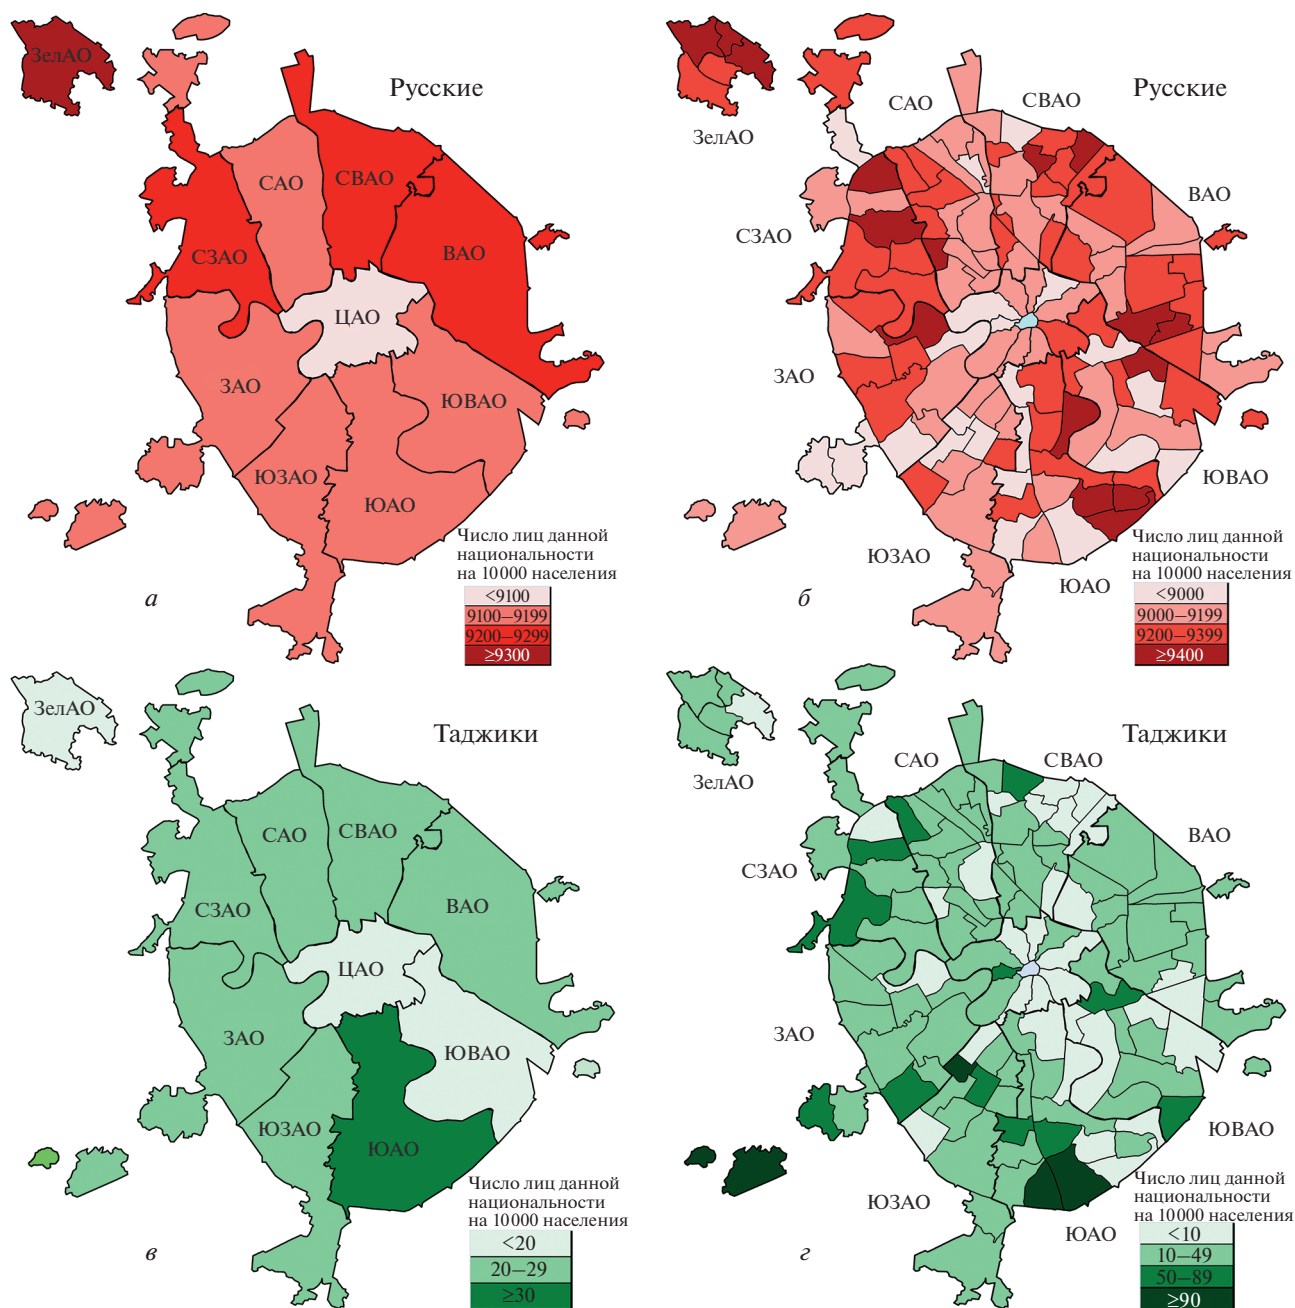 Русские
ЗелАО
САО
СВАО
СЗАО
ВАО
ЦАО
ЗАО
ЮВАО
ЮЗАО
ЮАО
Число лиц данной
национальности
на 10000 населения
<9100
9100–9199
9200–9299
≥9300
а
Русские
ЗелАО
САО
СВАО
ВАО
СЗАО
ЗАО
ЮВАО
ЮЗАО
ЮАО
Число лиц данной
национальности
на 10000 населения
<9000
9000–9199
9200–9399
≥9400
б
Таджики
ЗелАО
САО
СВАО
СЗАО
ВАО
ЦАО
ЗАО
ЮВАО
ЮЗАО
ЮАО
Число лиц данной
национальности
на 10000 населения
<20
20–29
≥30
в
Таджики
ЗелАО
САО
СВАО
ВАО
СЗАО
ЗАО
ЮВАО
ЮЗАО
ЮАО
Число лиц данной
национальности
на 10000 населения
<10
10–49
50–89
≥90
г